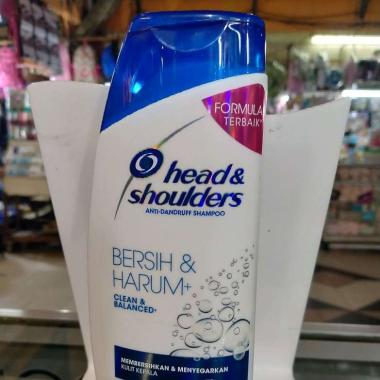 FORMULA
TERBAIK*
head &
shoulders
ANTI-DANDRUFF SHAMPOO
BERSIH &
HARUM+
CLEAN &
BALANCED+
MEMBERSIHKAN & MENYEGARKAN
KULIT KEPALA